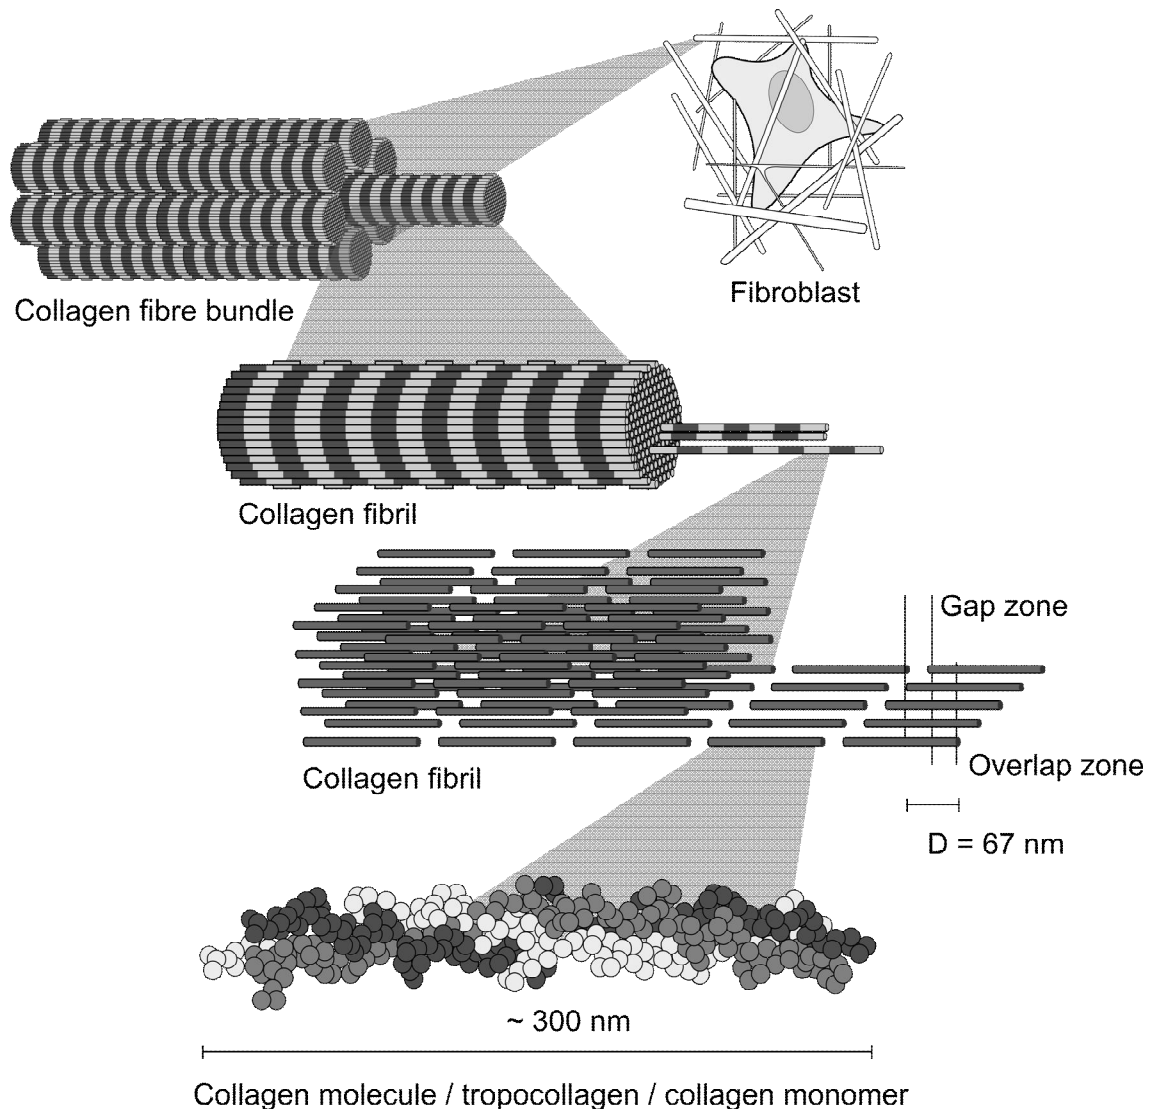 Collagen fibre bundle
Fibroblast
Collagen fibril
Gap zone
Collagen fibril
Overlap zone
D = 67 nm
~ 300 nm
Collagen molecule / tropocollagen / collagen monomer